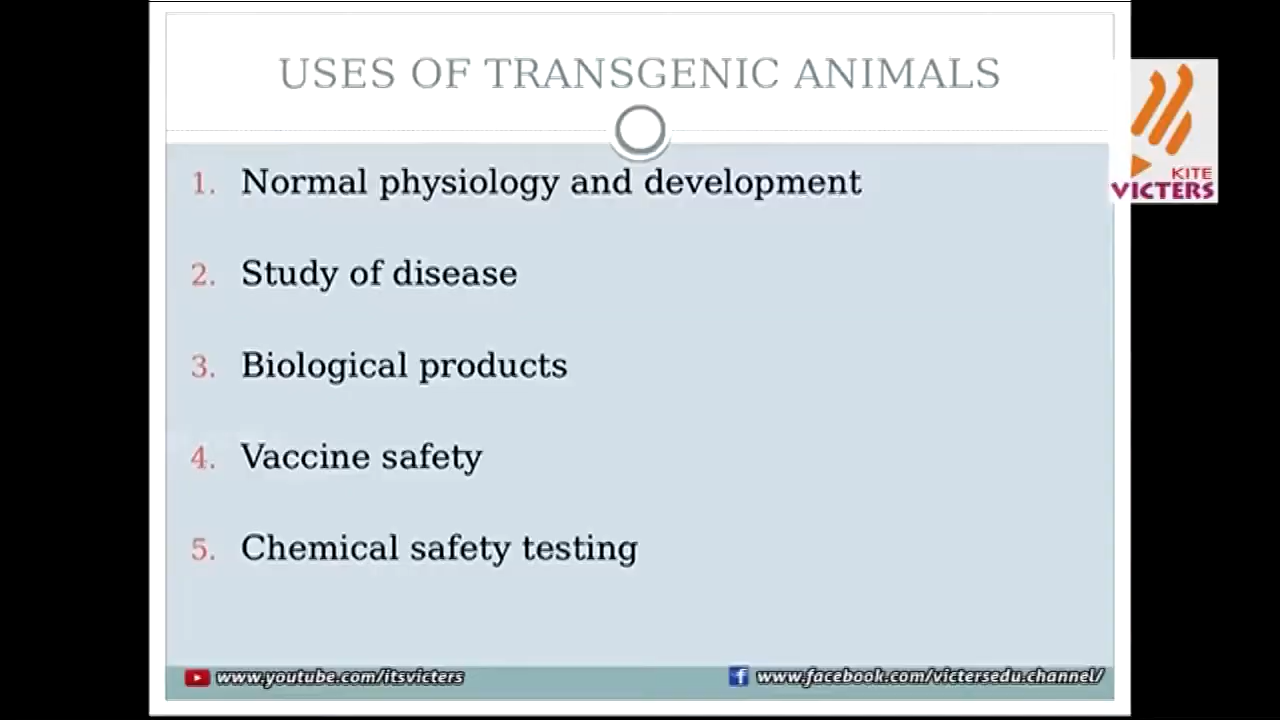 USES OF TRANSGENIC ANIMALS
KITE
VICTERS
1. Normal physiology and development
2. Study of disease
3. Biological products
4. Vaccine safety
5. Chemical safety testing
www.youtube.com/itsvicters
www.facebook.com/victersedu.channel/